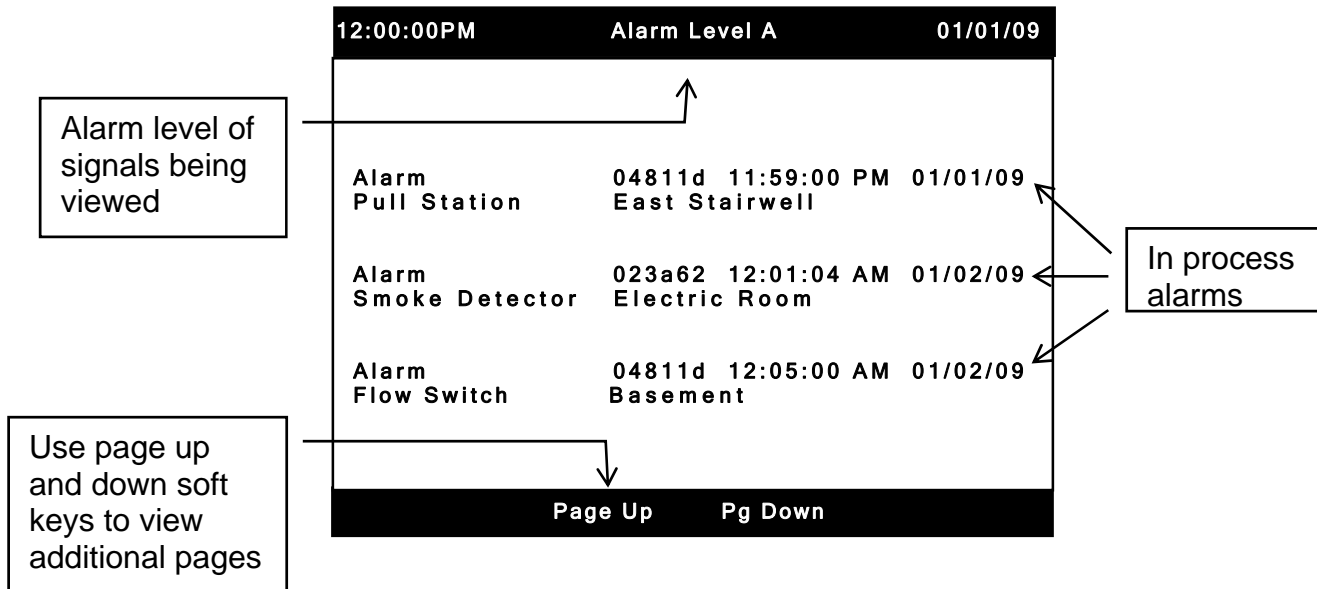 12:00:00PM Alarm Level A 01/01/09
Alarm level of
signals being
viewed
Alarm 04811d 11:59:00 PM 01/01/09
Pull Station East Stairwell
Alarm 023a62 12:01:04 AM 01/02/09
Smoke Detector Electric Room
In process
alarms
Alarm 04811d 12:05:00 AM 01/02/09
Flow Switch Basement
Use page up
and down soft
keys to view
additional pages
Page Up Pg Down